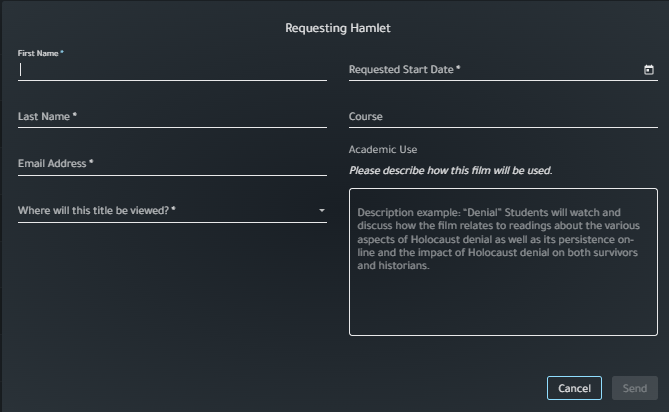 Requesting Hamlet
First Name *
Last Name *
Email Address *
Where will this title be viewed? *
Requested Start Date *
Course
Academic Use
Please describe how this film will be used.
Description example: "Denial" Students will watch and
discuss how the film relates to readings about the various
aspects of Holocaust denial as well as its persistence on-
line and the impact of Holocaust denial on both survivors
and historians.
Cancel
Send